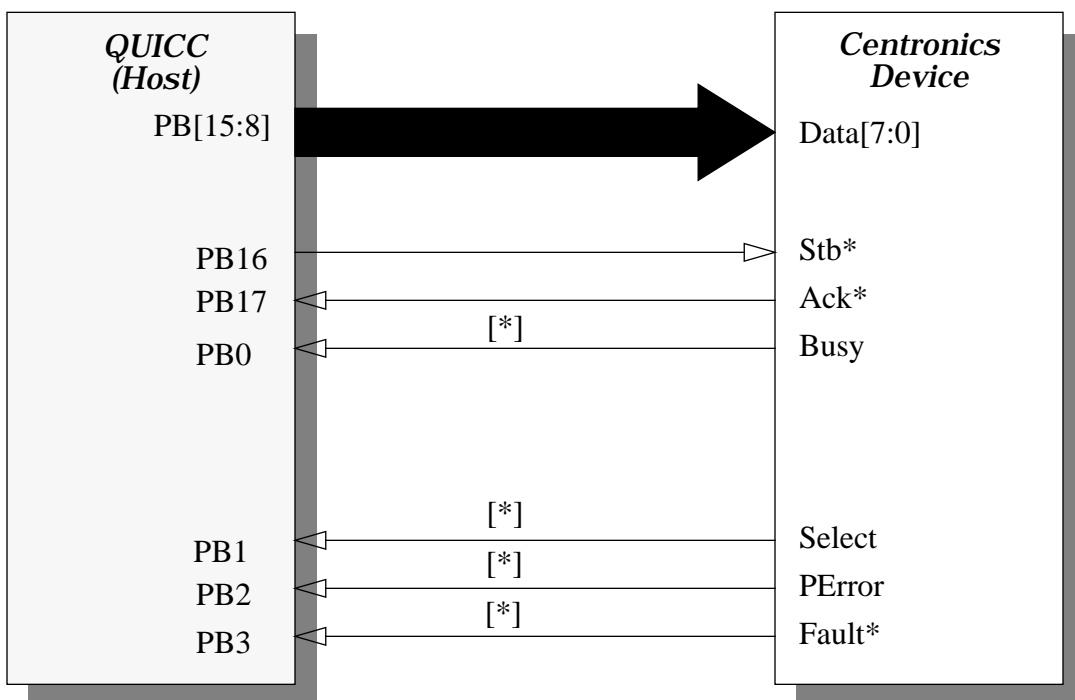 QUICC
(Host)
Centronics
Device
PB[15:8]
Data[7:0]
PB16
Stb*
PB17
Ack*
[*]
PB0
Busy
[*]
PB1
Select
[*]
PB2
PError
[*]
PB3
Fault*